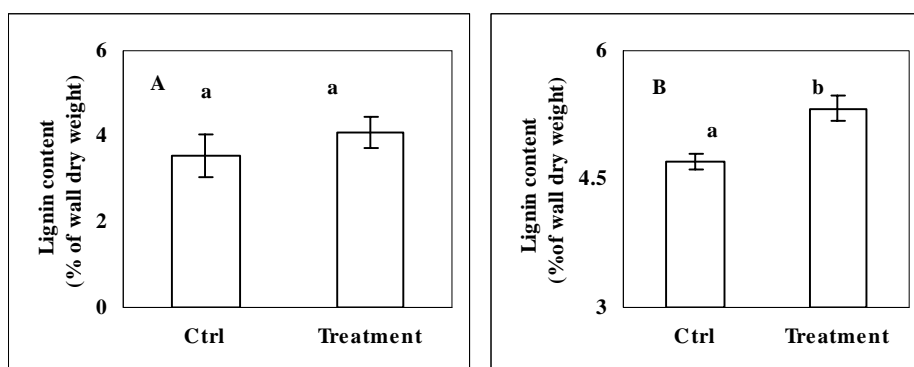 Lignin content
(% of wall dry weight)
6
4
2
0
A
a
a
Ctrl
Treatment
Lignin content
(%of wall dry weight)
6
4.5
3
B
a
b
Ctrl
Treatment